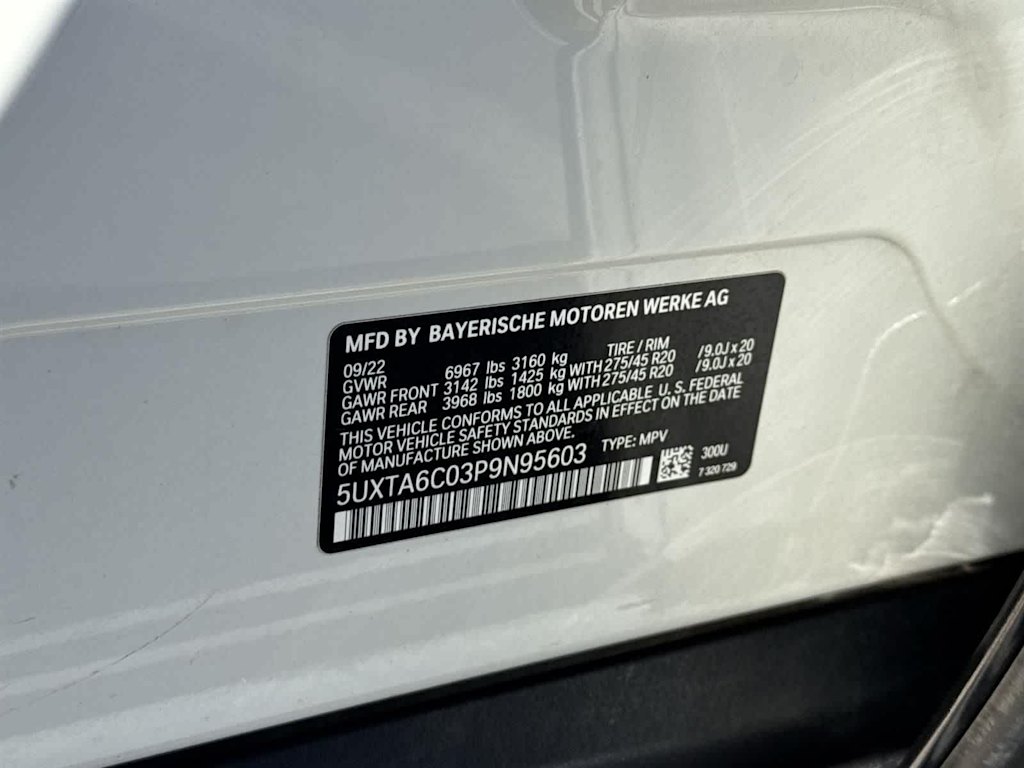 MFD BY BAYERISCHE MOTOREN WERKE AG
09/22 TIRE / RIM
GVWR 6967 lbs 3160 kg
GAWR FRONT 3142 lbs 1425 kg WITH 275/45 R20 /9.0J x 20
GAWR REAR 3968 lbs 1800 kg WITH 275/45 R20 /9.0J x 20
THIS VEHICLE CONFORMS TO ALL APPLICABLE U. S. FEDERAL
MOTOR VEHICLE SAFETY STANDARDS IN EFFECT ON THE DATE
OF MANUFACTURE SHOWN ABOVE.
5UXTA6C03P9N95603 TYPE: MPV
300U
7 320 729